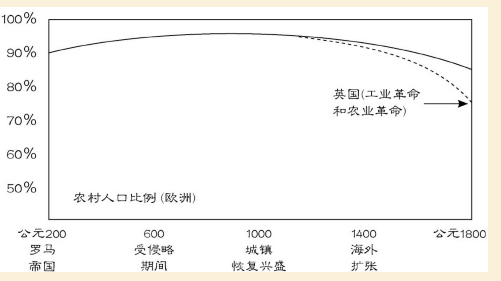 100%
90%
80%
70%
60%
50%
英国(工业革命
和农业革命)
农村人口比例(欧洲)
公元200 600 1000 1400 公元1800
罗马 受侵略 城镇 海外
帝国 期间 恢复兴盛 扩张